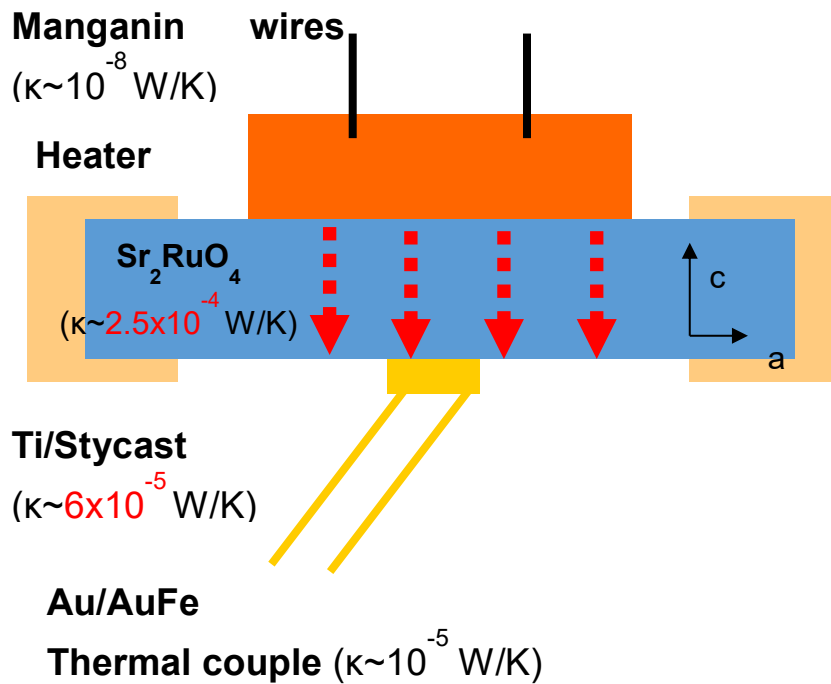 Manganin wires
(κ~10⁻⁸ W/K)
Heater
Sr₂RuO₄
(κ~2.5x10⁻⁴ W/K)
c
a
Ti/Stycast
(κ~6x10⁻⁵ W/K)
Au/AuFe
Thermal couple (κ~10⁻⁵ W/K)